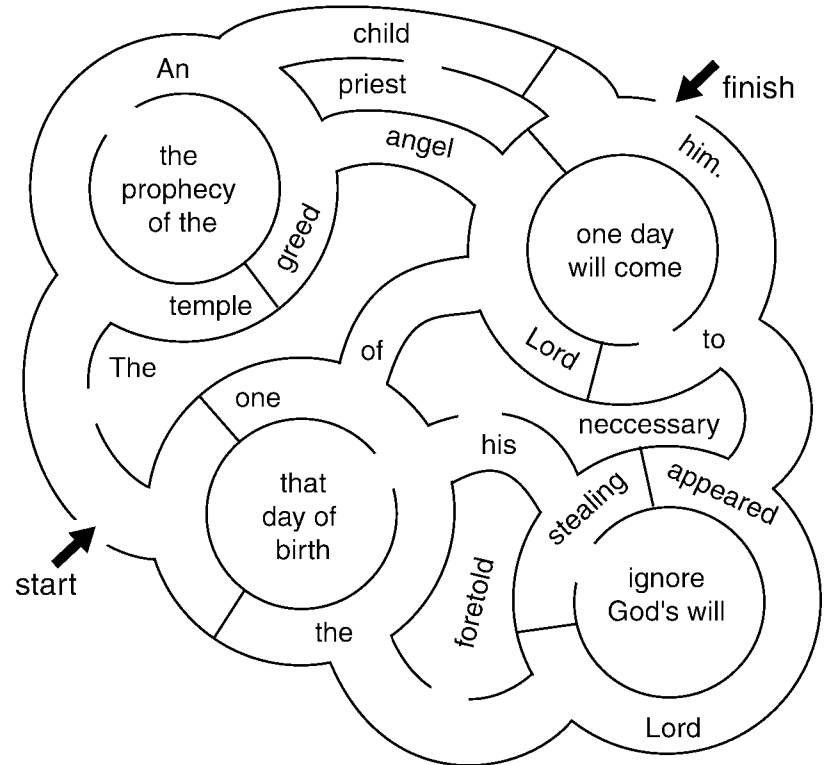 child
An
priest
finish
angel
him.
the
prophecy
of the
greed
one day
will come
temple
to
The
of
Lord
one
neccessary
his
that
day of
birth
stealing
appeared
start
foretold
ignore
God's will
the
Lord